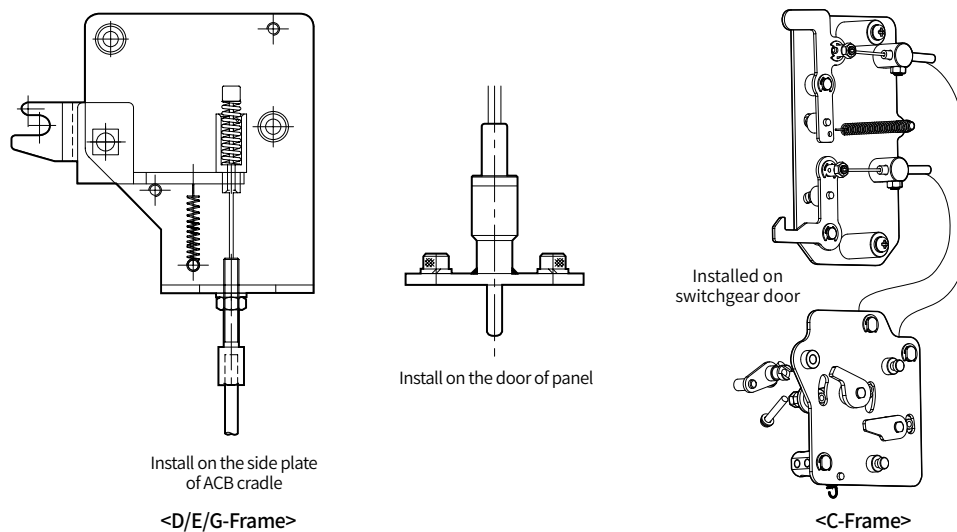 Installed on
switchgear door
Install on the door of panel
Install on the side plate
of ACB cradle
<D/E/G-Frame>
<C-Frame>